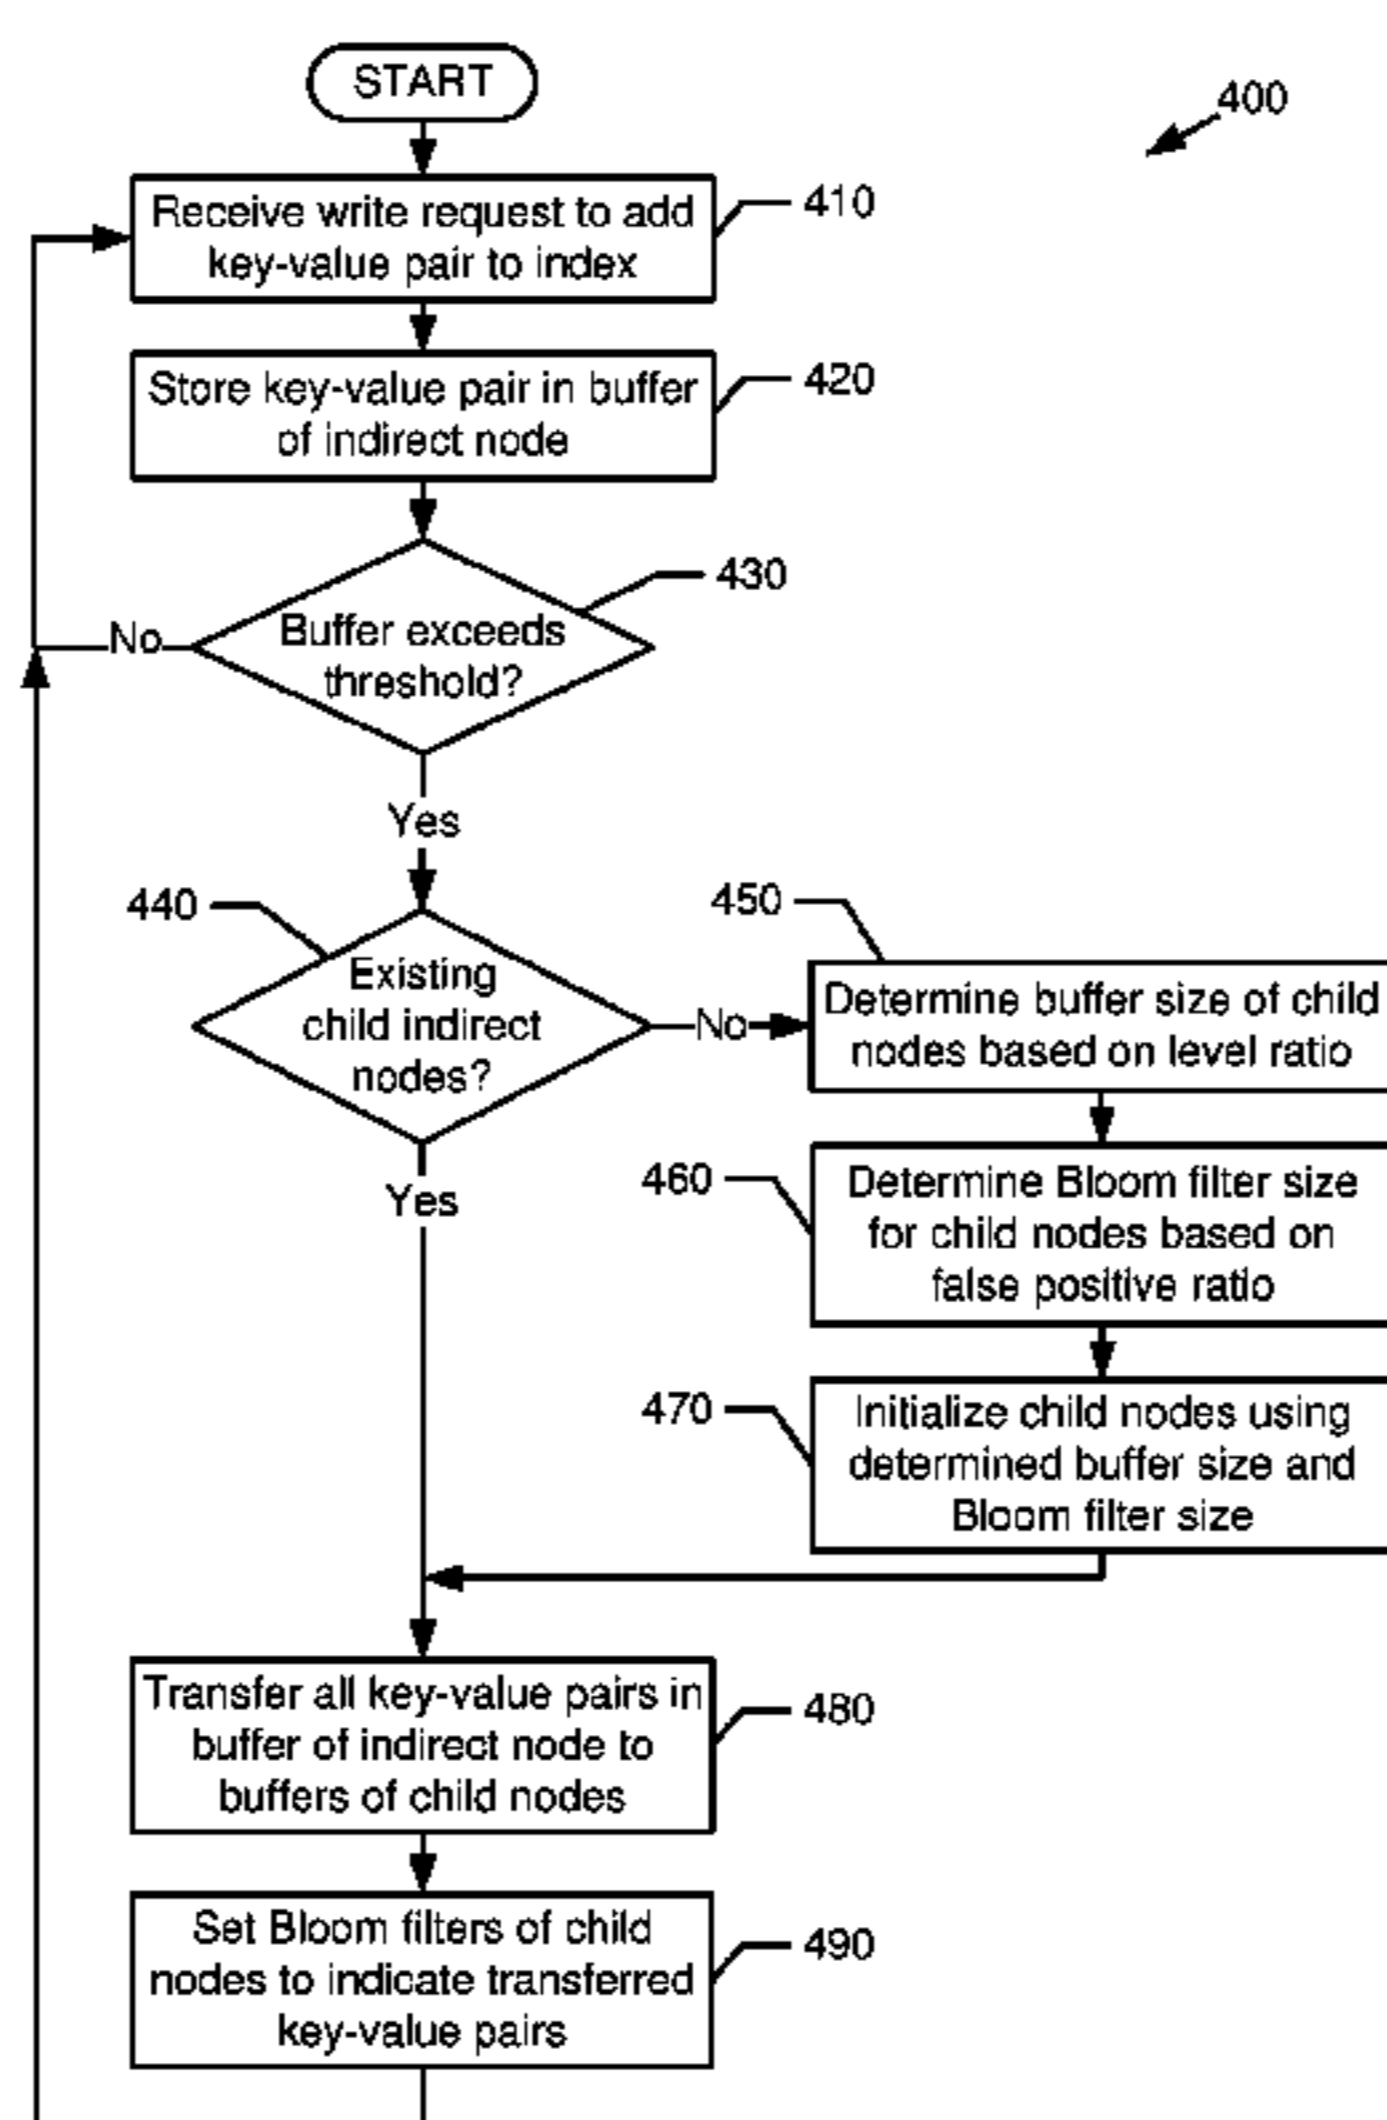 START
400
Receive write request to add
key-value pair to index
410
Store key-value pair in buffer
of indirect node
420
Buffer exceeds
threshold?
430
No
Yes
440
Existing
child indirect
nodes?
No
Yes
450
Determine buffer size of child
nodes based on level ratio
460
Determine Bloom filter size
for child nodes based on
false positive ratio
470
Initialize child nodes using
determined buffer size and
Bloom filter size
Transfer all key-value pairs in
buffer of indirect node to
buffers of child nodes
480
Set Bloom filters of child
nodes to indicate transferred
key-value pairs
490